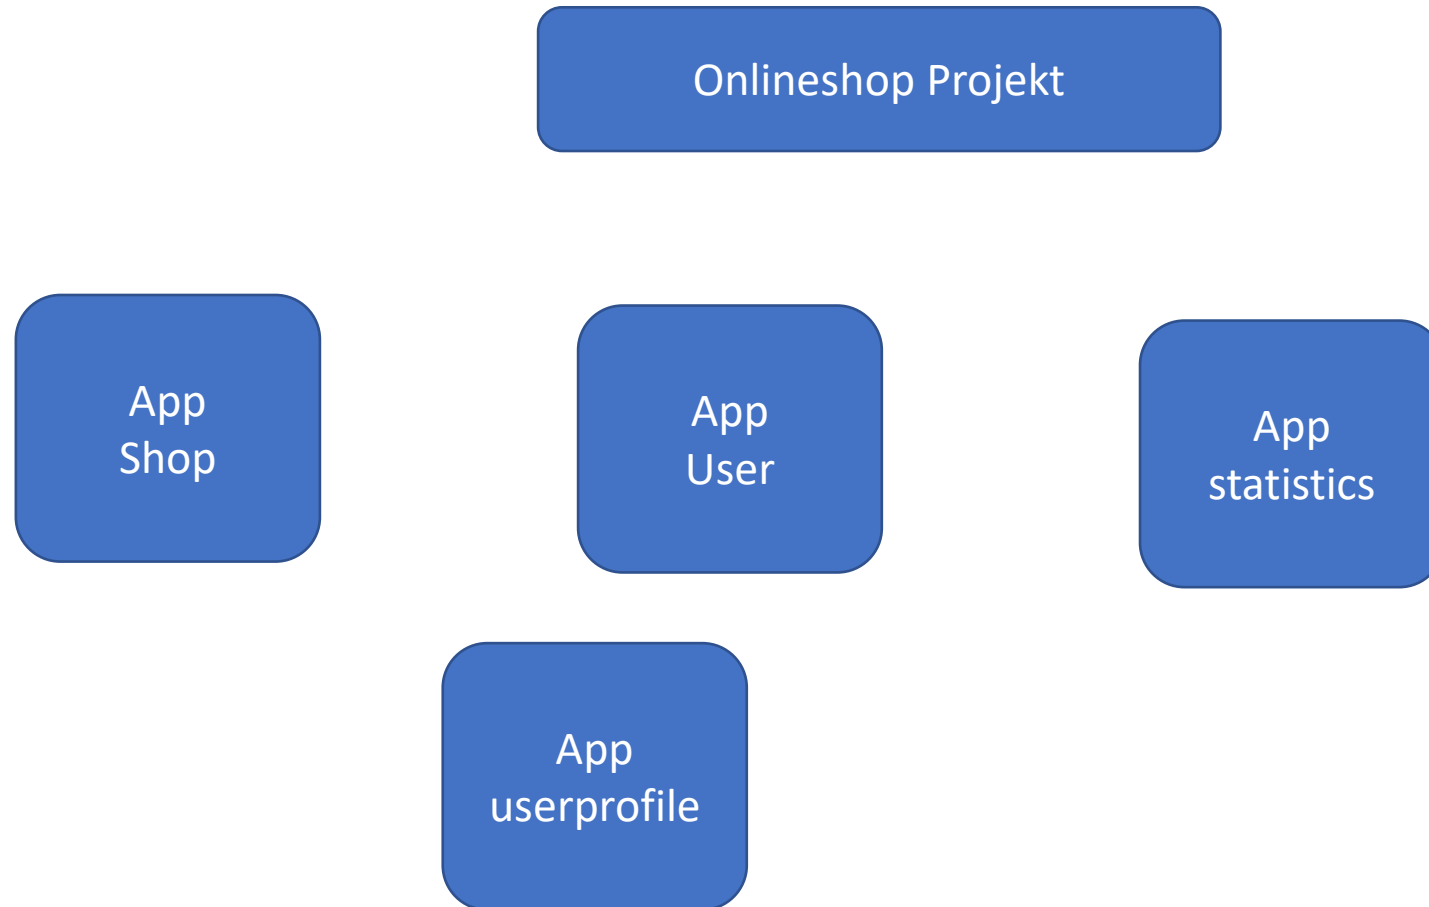 Onlineshop Projekt
App
Shop
App
User
App
statistics
App
userprofile